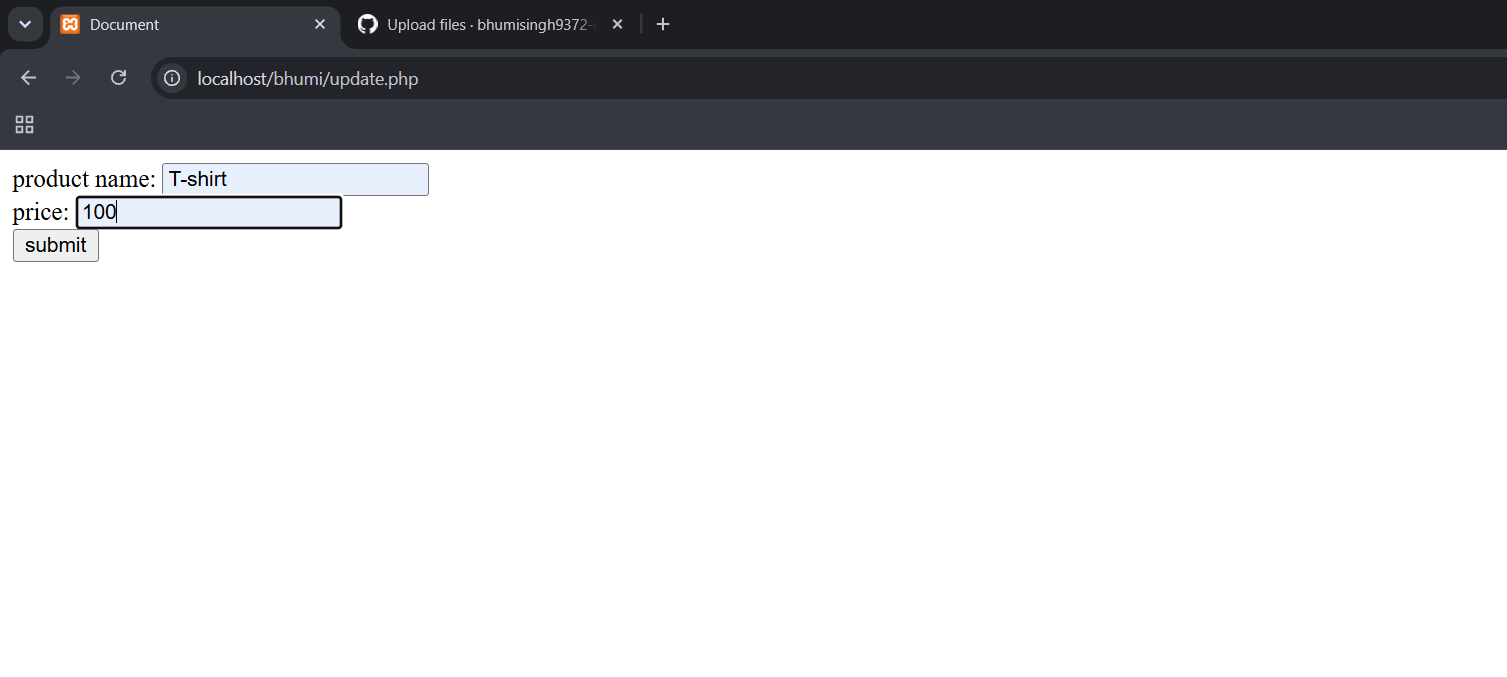 Document
Upload files · bhumisingh9372-
localhost/bhumi/update.php
product name: T-shirt
price: 100
submit